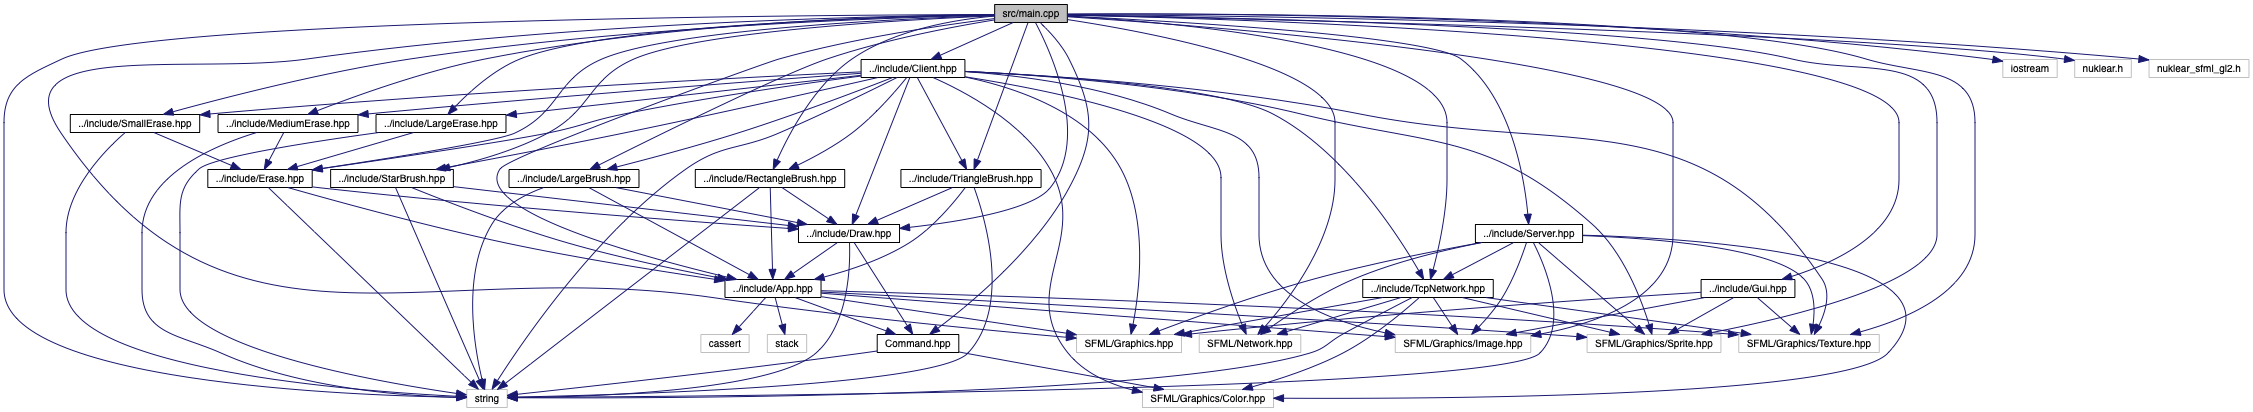 src/main.cpp
../include/Client.hpp
iostream
nuklear.h
nuklear_sfml_gl2.h
../include/SmallErase.hpp
../include/MediumErase.hpp
../include/LargeErase.hpp
../include/Erase.hpp
../include/StarBrush.hpp
../include/LargeBrush.hpp
../include/RectangleBrush.hpp
../include/TriangleBrush.hpp
../include/Draw.hpp
../include/Server.hpp
../include/App.hpp
../include/TcpNetwork.hpp
../include/Gui.hpp
cassert
stack
Command.hpp
SFML/Graphics.hpp
SFML/Network.hpp
SFML/Graphics/Image.hpp
SFML/Graphics/Sprite.hpp
SFML/Graphics/Texture.hpp
string
SFML/Graphics/Color.hpp